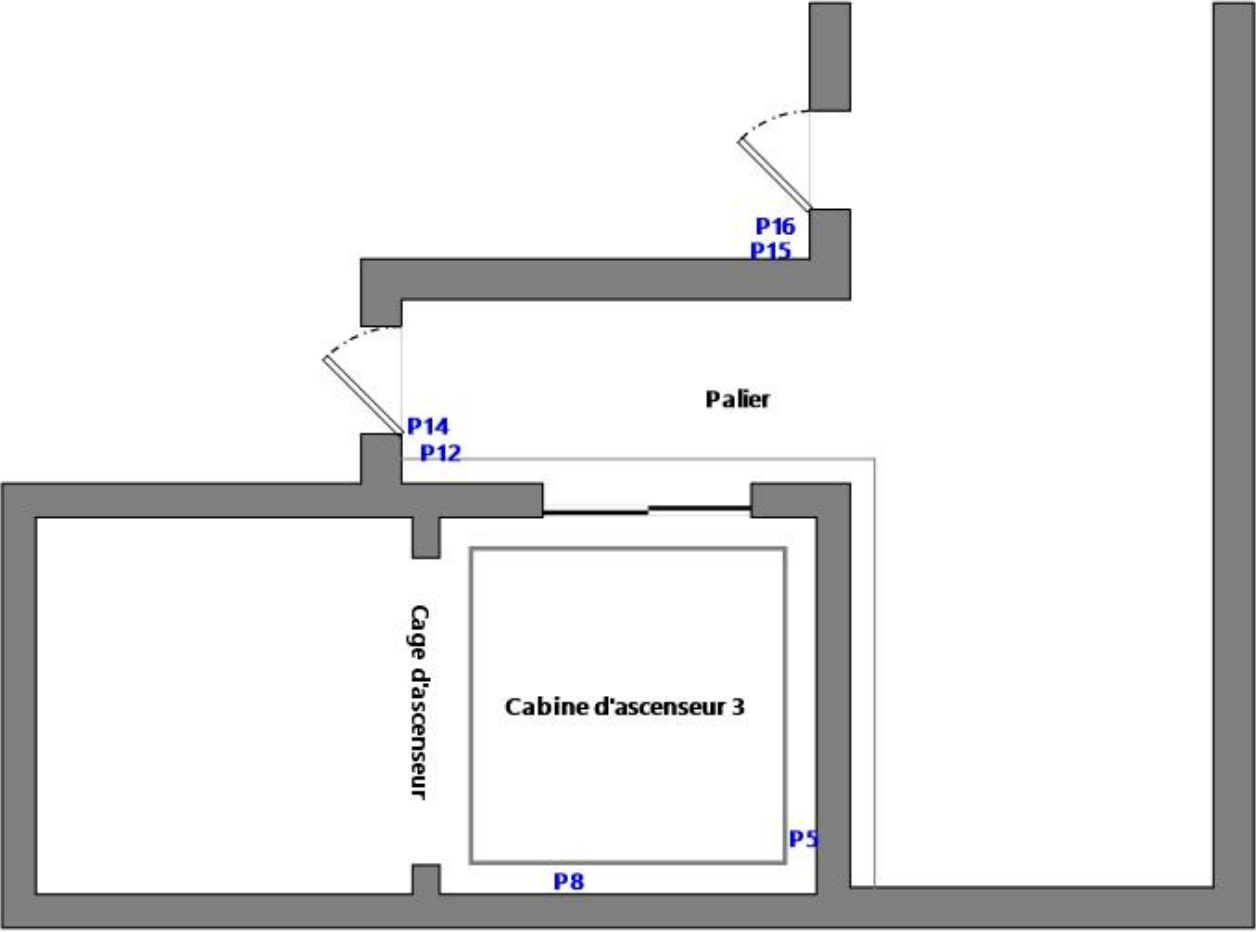 P16
P15
Palier
P14
P12
Cage d'ascenseur
Cabine d'ascenseur 3
P5
P8